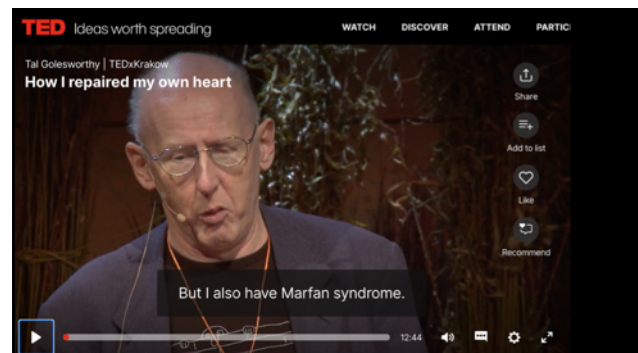 TED Ideas worth spreading WATCH DISCOVER ATTEND PARTICI
Tal Golesworthy | TEDxKrakow
How I repaired my own heart
Share
Add to list
Like
Recommend
But I also have Marfan syndrome.
12:44